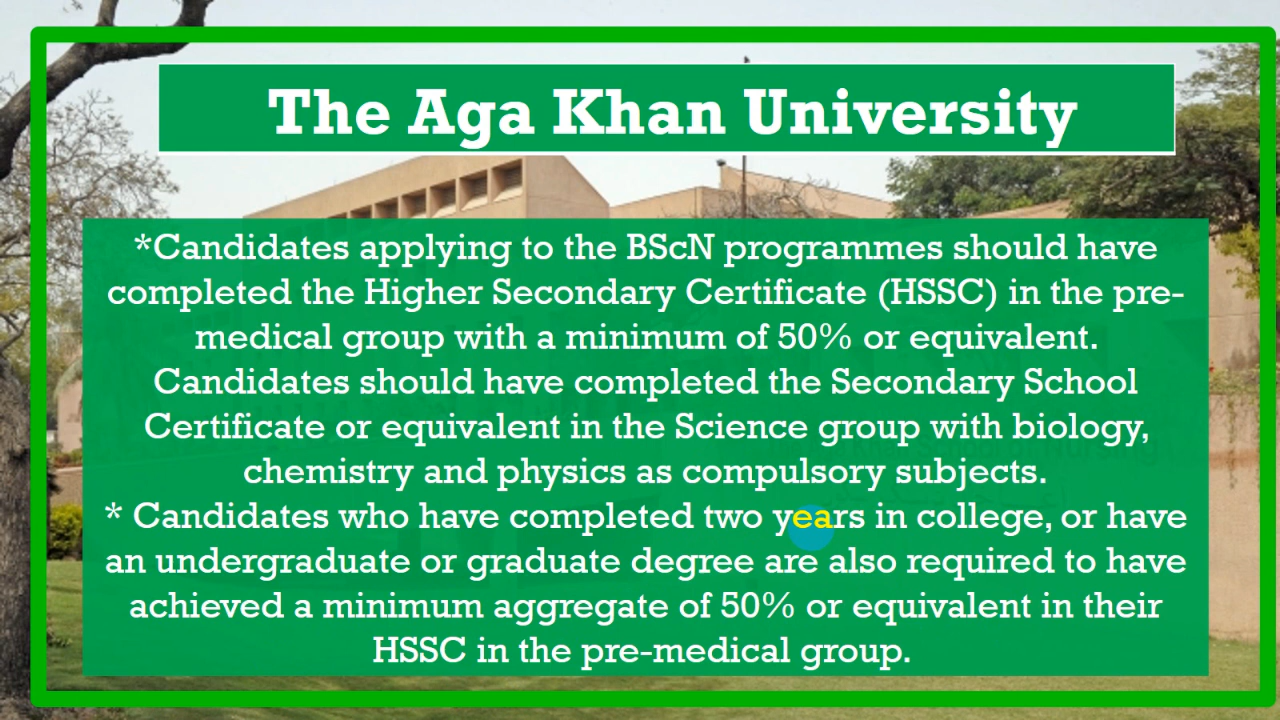 The Aga Khan University
*Candidates applying to the BScN programmes should have
completed the Higher Secondary Certificate (HSSC) in the pre-
medical group with a minimum of 50% or equivalent.
Candidates should have completed the Secondary School
Certificate or equivalent in the Science group with biology,
chemistry and physics as compulsory subjects.
* Candidates who have completed two years in college, or have
an undergraduate or graduate degree are also required to have
achieved a minimum aggregate of 50% or equivalent in their
HSSC in the pre-medical group.